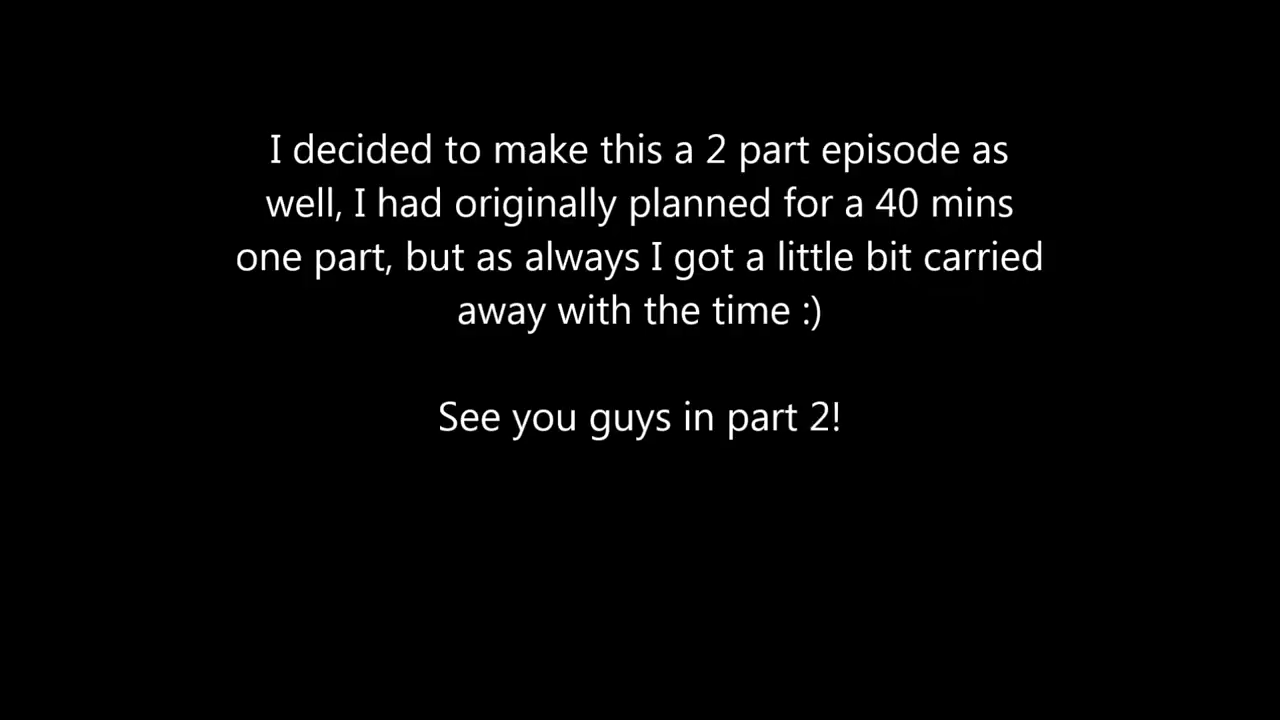 I decided to make this a 2 part episode as
well, I had originally planned for a 40 mins
one part, but as always I got a little bit carried
away with the time :)
See you guys in part 2!